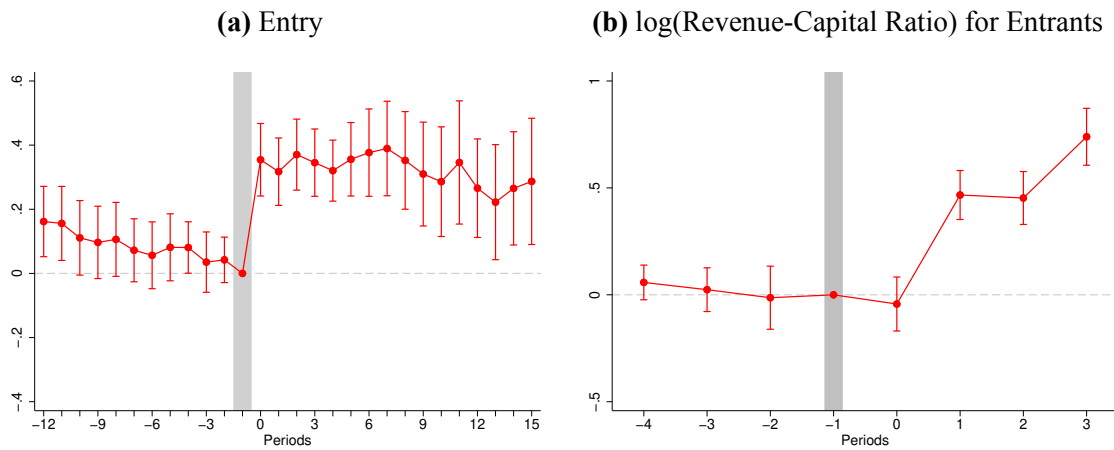 (a) Entry
(b) log(Revenue-Capital Ratio) for Entrants
.6
.4
.2
0
-.2
-.4
−12 −9 −6 −3 0 3 6 9 12 15
Periods
1
.5
0
-.5
−4 −3 −2 −1 0 1 2 3
Periods